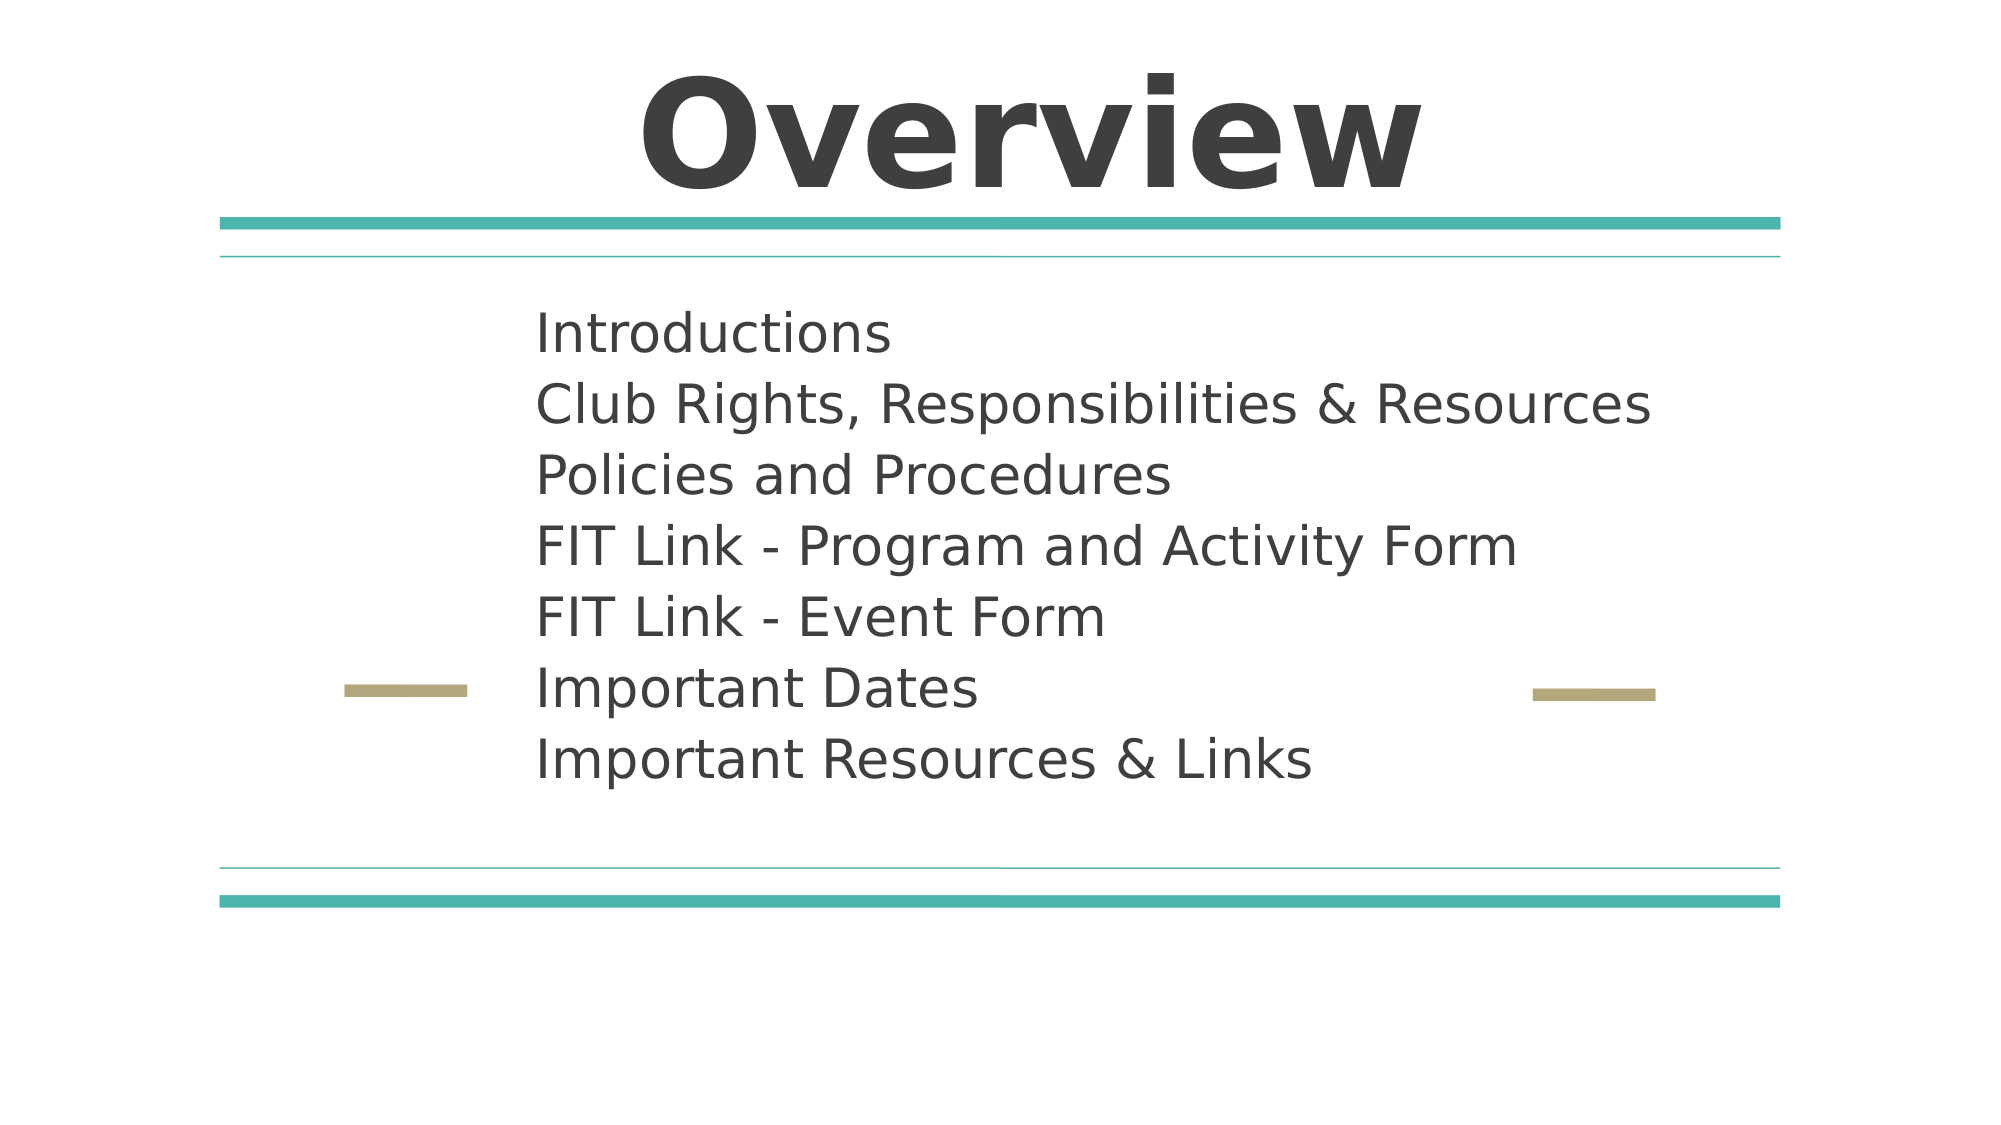 Overview
Introductions
Club Rights, Responsibilities & Resources
Policies and Procedures
FIT Link - Program and Activity Form
FIT Link - Event Form
Important Dates
Important Resources & Links